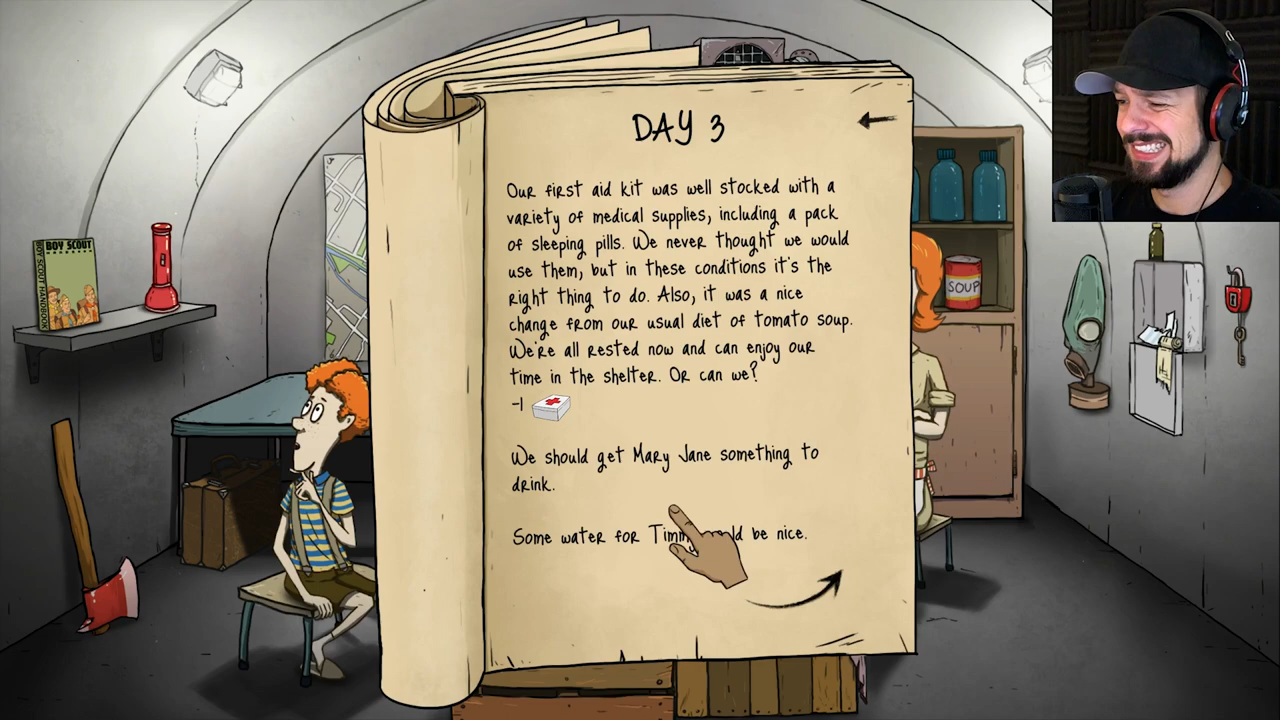 DAY 3
Our first aid kit was well stocked with a
variety of medical supplies, including a pack
of sleeping pills. We never thought we would
use them, but in these conditions it's the
right thing to do. Also, it was a nice
change from our usual diet of tomato soup.
We're all rested now and can enjoy our
time in the shelter. Or can we?
-1
We should get Mary Jane something to
drink.
Some water for be nice.
BOY SCOUT
BOY SCOUT HANDBOOK
SOUP